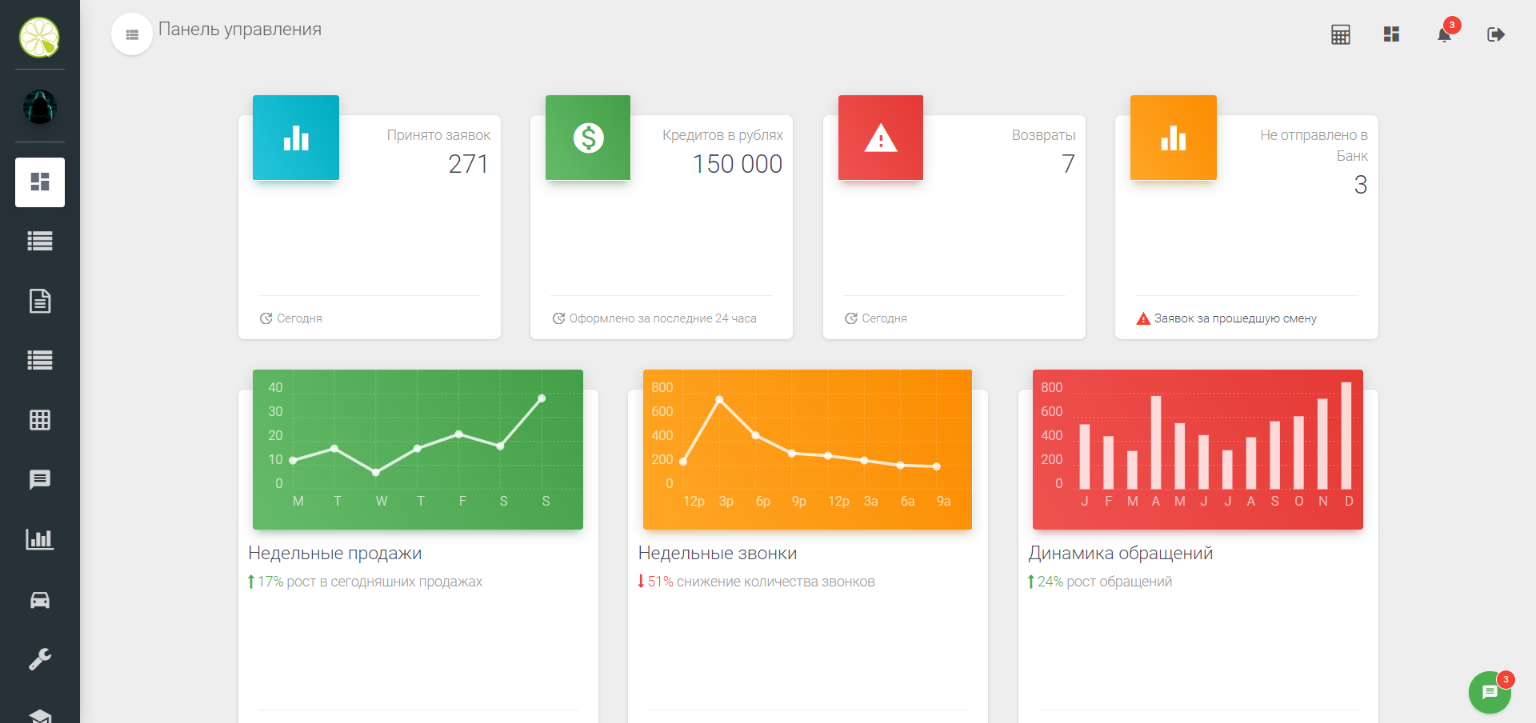 Панель управления
3
Принято заявок
271
Кредитов в рублях
150 000
Возвраты
7
Не отправлено в
Банк
3
Сегодня
Оформлено за последние 24 часа
Сегодня
Заявок за прошедшую смену
40
30
20
10
0
M T W T F S S
Недельные продажи
17% рост в сегодняшних продажах
800
600
400
200
0
12p 3p 6p 9p 12p 3a 6a 9a
Недельные звонки
51% снижение количества звонков
800
600
400
200
0
J F M A M J J A S O N D
Динамика обращений
24% рост обращений
3